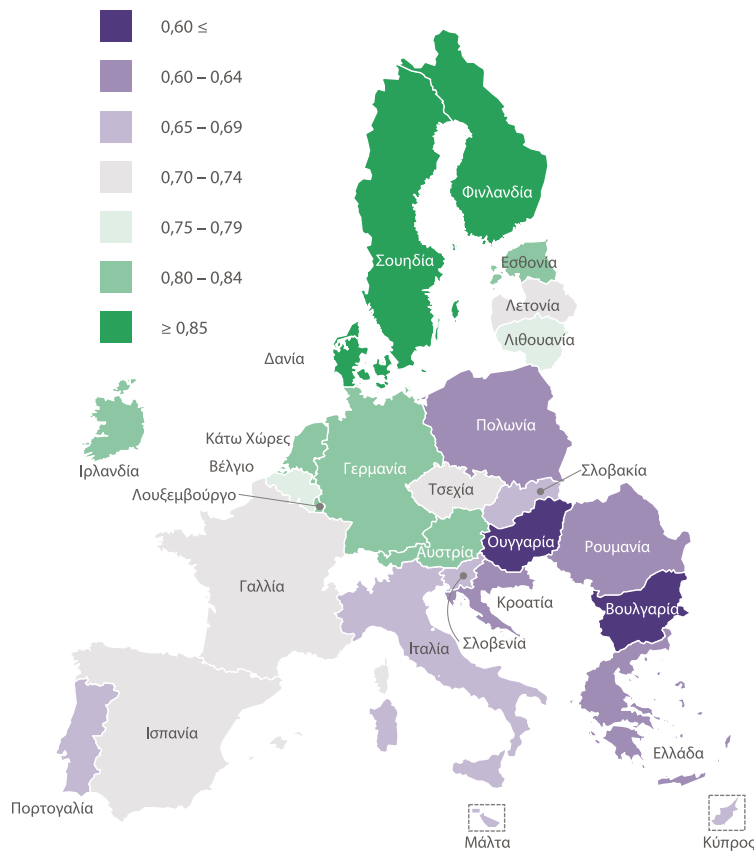 0,60 ≤
0,60 – 0,64
0,65 – 0,69
0,70 – 0,74
0,75 – 0,79
0,80 – 0,84
≥ 0,85
Φινλανδία
Σουηδία
Εσθονία
Λετονία
Λιθουανία
Δανία
Ιρλανδία
Κάτω Χώρες
Βέλγιο
Λουξεμβούργο
Γερμανία
Πολωνία
Τσεχία
Σλοβακία
Αυστρία
Ουγγαρία
Ρουμανία
Γαλλία
Κροατία
Βουλγαρία
Σλοβενία
Ιταλία
Ισπανία
Ελλάδα
Πορτογαλία
Μάλτα
Κύπρος